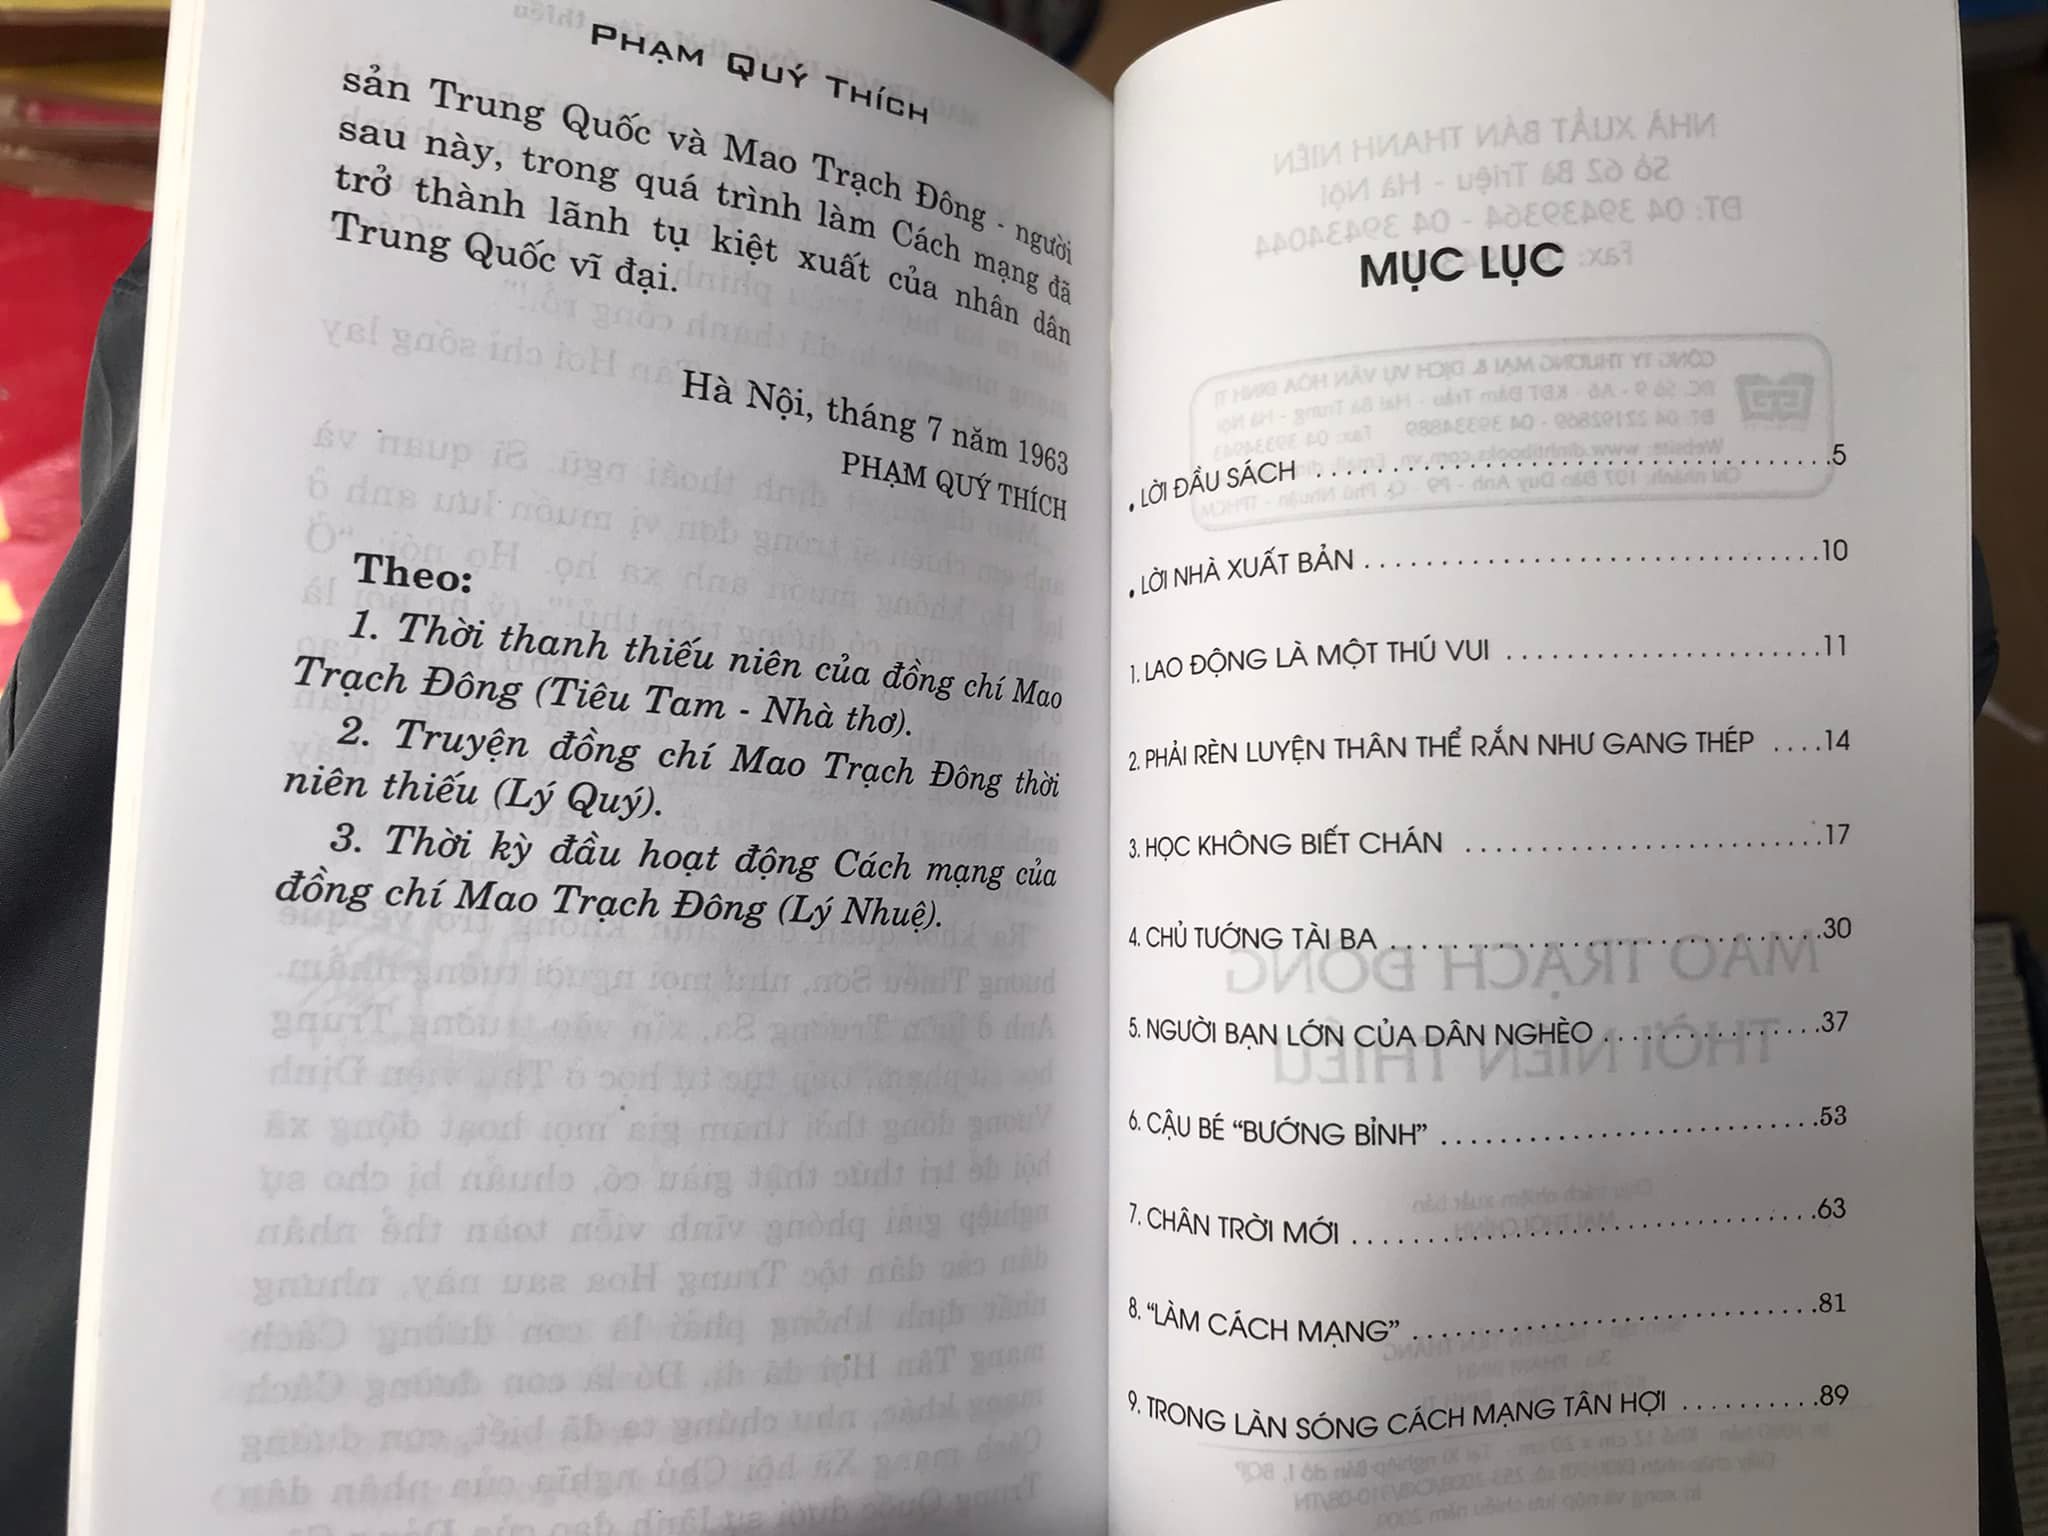 PHẠM QUÝ THÍCH
sản Trung Quốc và Mao Trạch Đông - người
sau này, trong quá trình làm Cách mạng đã
trở thành lãnh tụ kiệt xuất của nhân dân
Trung Quốc vĩ đại.
Hà Nội, tháng 7 năm 1963
PHẠM QUÝ THÍCH
Theo:
1. Thời thanh thiếu niên của đồng chí Mao
Trạch Đông (Tiêu Tam - Nhà thơ).
2. Truyện đồng chí Mao Trạch Đông thời
niên thiếu (Lý Quý).
3. Thời kỳ đầu hoạt động Cách mạng của
đồng chí Mao Trạch Đông (Lý Nhuệ).
MỤC LỤC
• LỜI ĐẦU SÁCH ................................5
• LỜI NHÀ XUẤT BẢN ..............................10
1. LAO ĐỘNG LÀ MỘT THÚ VUI .....................11
2. PHẢI RÈN LUYỆN THÂN THỂ RẮN NHƯ GANG THÉP ....14
3. HỌC KHÔNG BIẾT CHÁN ........................17
4. CHỦ TƯỚNG TÀI BA ............................30
5. NGƯỜI BẠN LỚN CỦA DÂN NGHÈO ...............37
6. CẬU BÉ “BƯỚNG BỈNH” .........................53
7. CHÂN TRỜI MỚI ...............................63
8. “LÀM CÁCH MẠNG” ...........................81
9. TRONG LÀN SÓNG CÁCH MẠNG TÂN HỢI ..........89